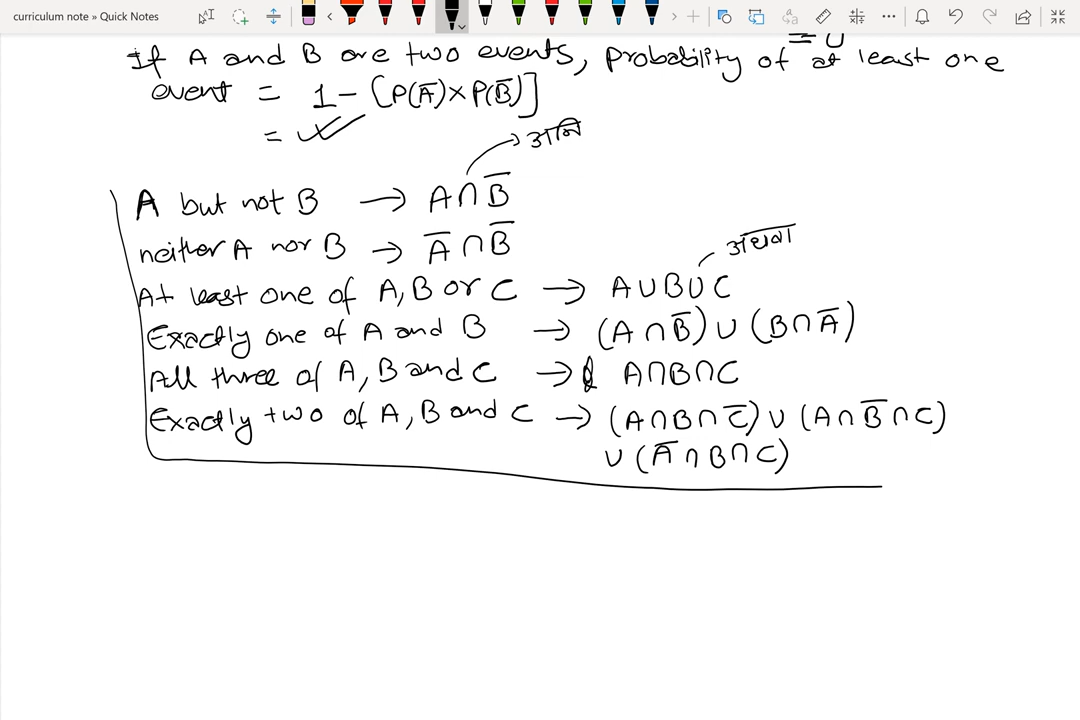 curriculum note » Quick Notes
= 0
If A and B are two events, probability of at least one
event = 1 - [P(A̅) × P(B̅)]
=
→ आनि
A but not B → A ∩ B̅
neither A nor B → A̅ ∩ B̅
→ अथवा
At least one of A, B or C → A ∪ B ∪ C
Exactly one of A and B → (A ∩ B̅) ∪ (B ∩ A̅)
All three of A, B and C → A ∩ B ∩ C
Exactly two of A, B and C → (A ∩ B ∩ C̅) ∪ (A ∩ B̅ ∩ C)
∪ (A̅ ∩ B ∩ C)